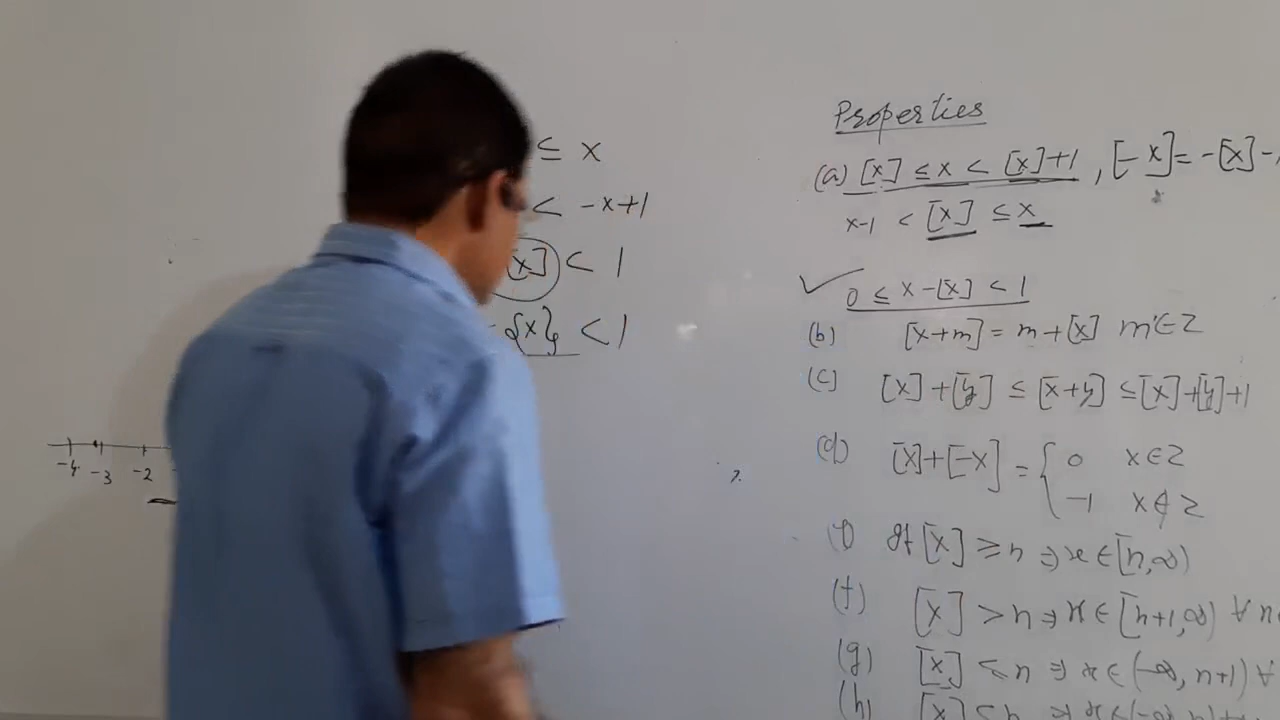 ≤ x
< -x+1
[x] < 1
{x} < 1
-4 -3 -2
Properties
(a) [x] ≤ x < [x]+1 , [-x] = -[x]-
x-1 < [x] ≤ x
✓ 0 ≤ x-[x] < 1
(b) [x+m] = m+[x] m∈Z
(c) [x]+[y] ≤ [x+y] ≤ [x]+[y]+1
(d) [x]+[-x] = { 0 x∈Z
-1 x∉Z
If [x] ≥ n ⇒ x ∈ [n,∞)
(f) [x] > n ⇒ x ∈ [n+1,∞) ∀ n
(g) [x] ≤ n ⇒ x ∈ (-∞, n+1) ∀
(h) [x] <